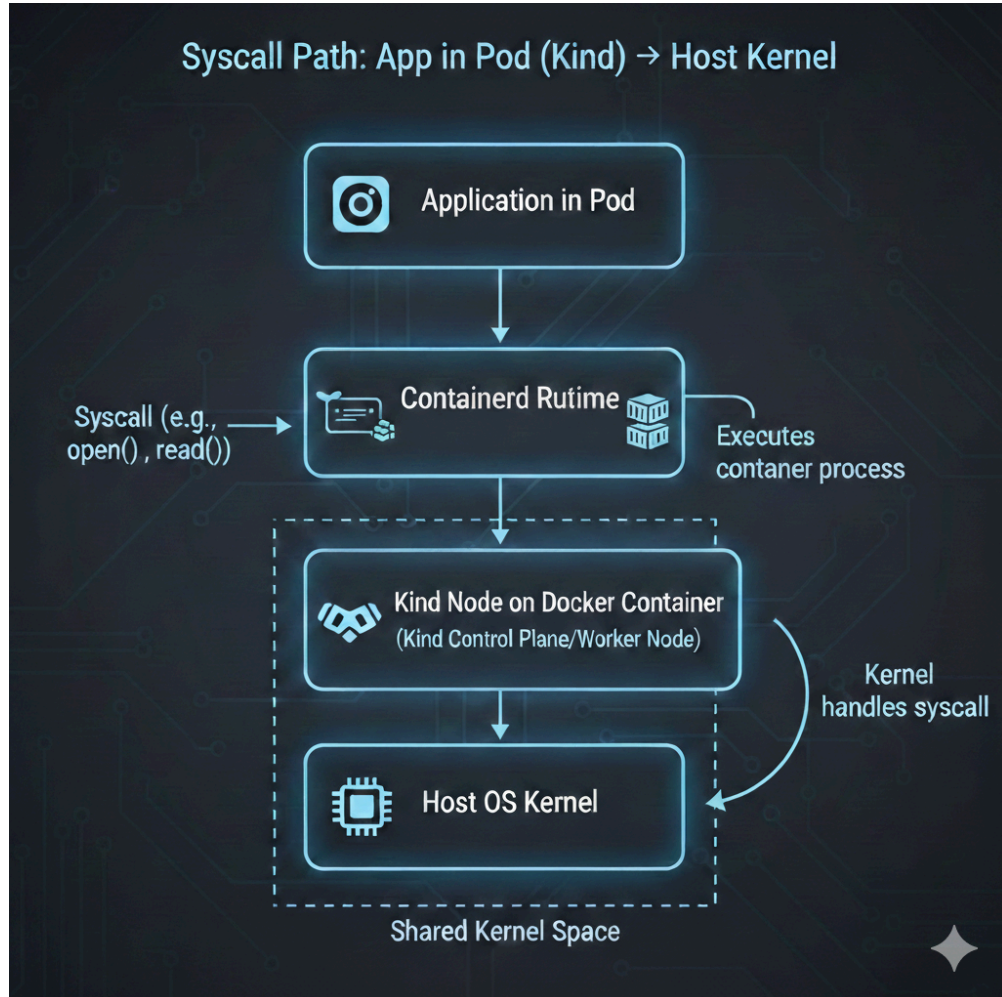 Syscall Path: App in Pod (Kind) → Host Kernel
Application in Pod
Containerd Rutime
Syscall (e.g.,
open() , read())
Executes
contaner process
Kind Node on Docker Container
(Kind Control Plane/Worker Node)
Kernel
handles syscall
Host OS Kernel
Shared Kernel Space